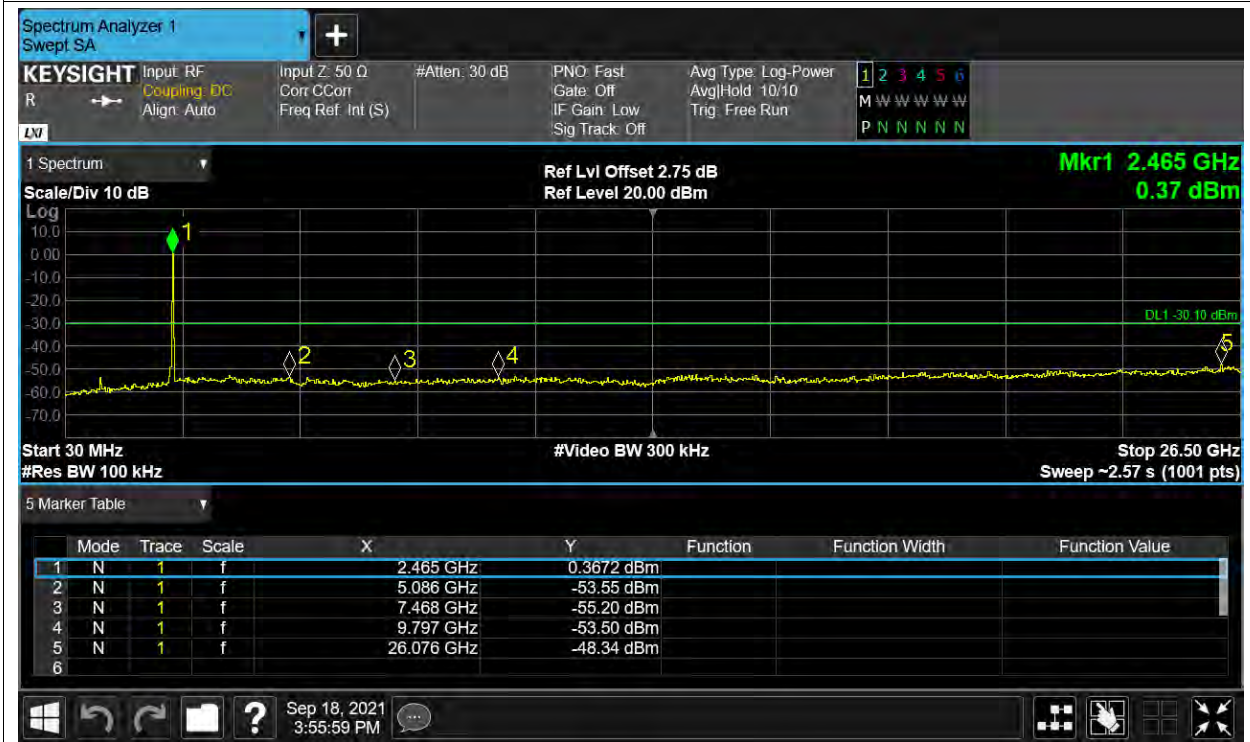 Spectrum Analyzer 1
Swept SA
KEYSIGHT Input: RF Input Z: 50 Ω #Atten: 30 dB PNO: Fast Avg Type: Log-Power 1 2 3 4 5 6
R Coupling: DC Corr CCorr Gate: Off Avg|Hold: 10/10 M W W W W W
Align: Auto Freq Ref: Int (S) IF Gain: Low Trig: Free Run
LXI Sig Track: Off P N N N N N
1 Spectrum Ref Lvl Offset 2.75 dB Mkr1 2.465 GHz
Scale/Div 10 dB Ref Level 20.00 dBm 0.37 dBm
Log
10.0 1
0.00
-10.0
-20.0
-30.0 DL1 -30.10 dBm
-40.0 2 3 4 5
-50.0
-60.0
-70.0
Start 30 MHz #Video BW 300 kHz Stop 26.50 GHz
#Res BW 100 kHz Sweep ~2.57 s (1001 pts)
5 Marker Table
Mode Trace Scale X Y Function Function Width Function Value
1 N 1 f 2.465 GHz 0.3672 dBm
2 N 1 f 5.086 GHz -53.55 dBm
3 N 1 f 7.468 GHz -55.20 dBm
4 N 1 f 9.797 GHz -53.50 dBm
5 N 1 f 26.076 GHz -48.34 dBm
6
? Sep 18, 2021
3:55:59 PM